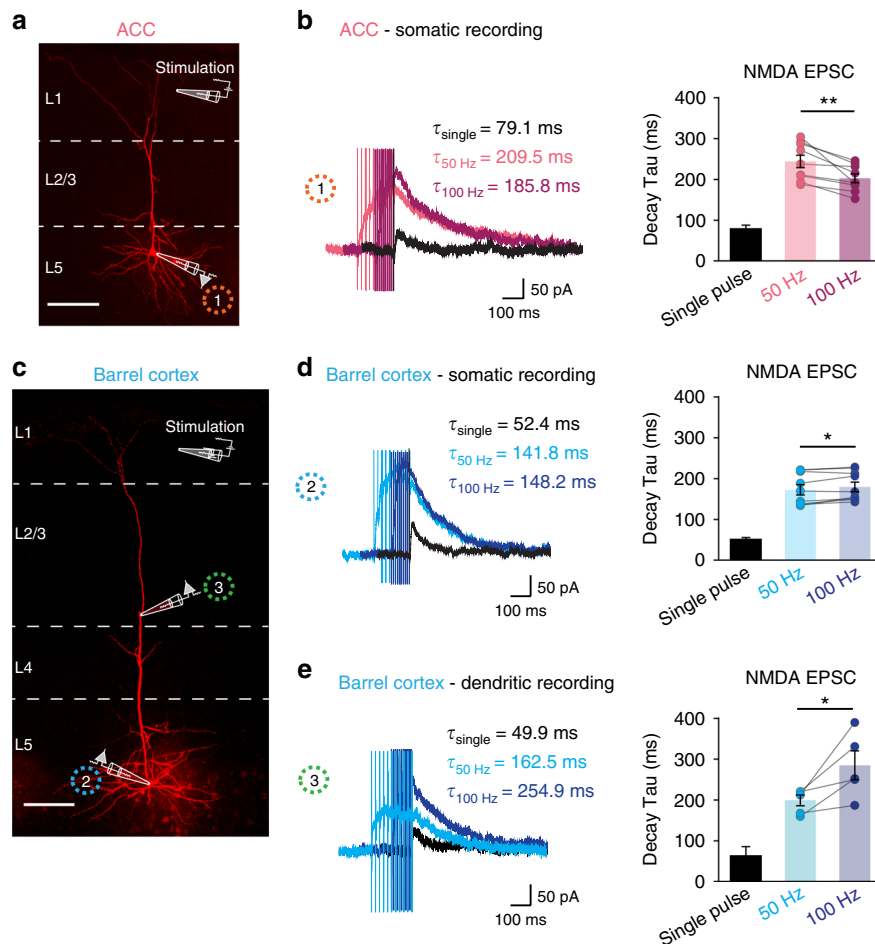 a
ACC
Stimulation
L1
L2/3
L5
1
b
ACC - somatic recording
1
τsingle = 79.1 ms
τ50 Hz = 209.5 ms
τ100 Hz = 185.8 ms
50 pA
100 ms
NMDA EPSC
**
Decay Tau (ms)
400
300
200
100
0
Single pulse
50 Hz
100 Hz
c
Barrel cortex
Stimulation
L1
L2/3
3
L4
L5
2
d
Barrel cortex - somatic recording
2
τsingle = 52.4 ms
τ50 Hz = 141.8 ms
τ100 Hz = 148.2 ms
50 pA
100 ms
NMDA EPSC
*
Decay Tau (ms)
400
300
200
100
0
Single pulse
50 Hz
100 Hz
e
Barrel cortex - dendritic recording
3
τsingle = 49.9 ms
τ50 Hz = 162.5 ms
τ100 Hz = 254.9 ms
50 pA
100 ms
NMDA EPSC
*
Decay Tau (ms)
400
300
200
100
0
Single pulse
50 Hz
100 Hz